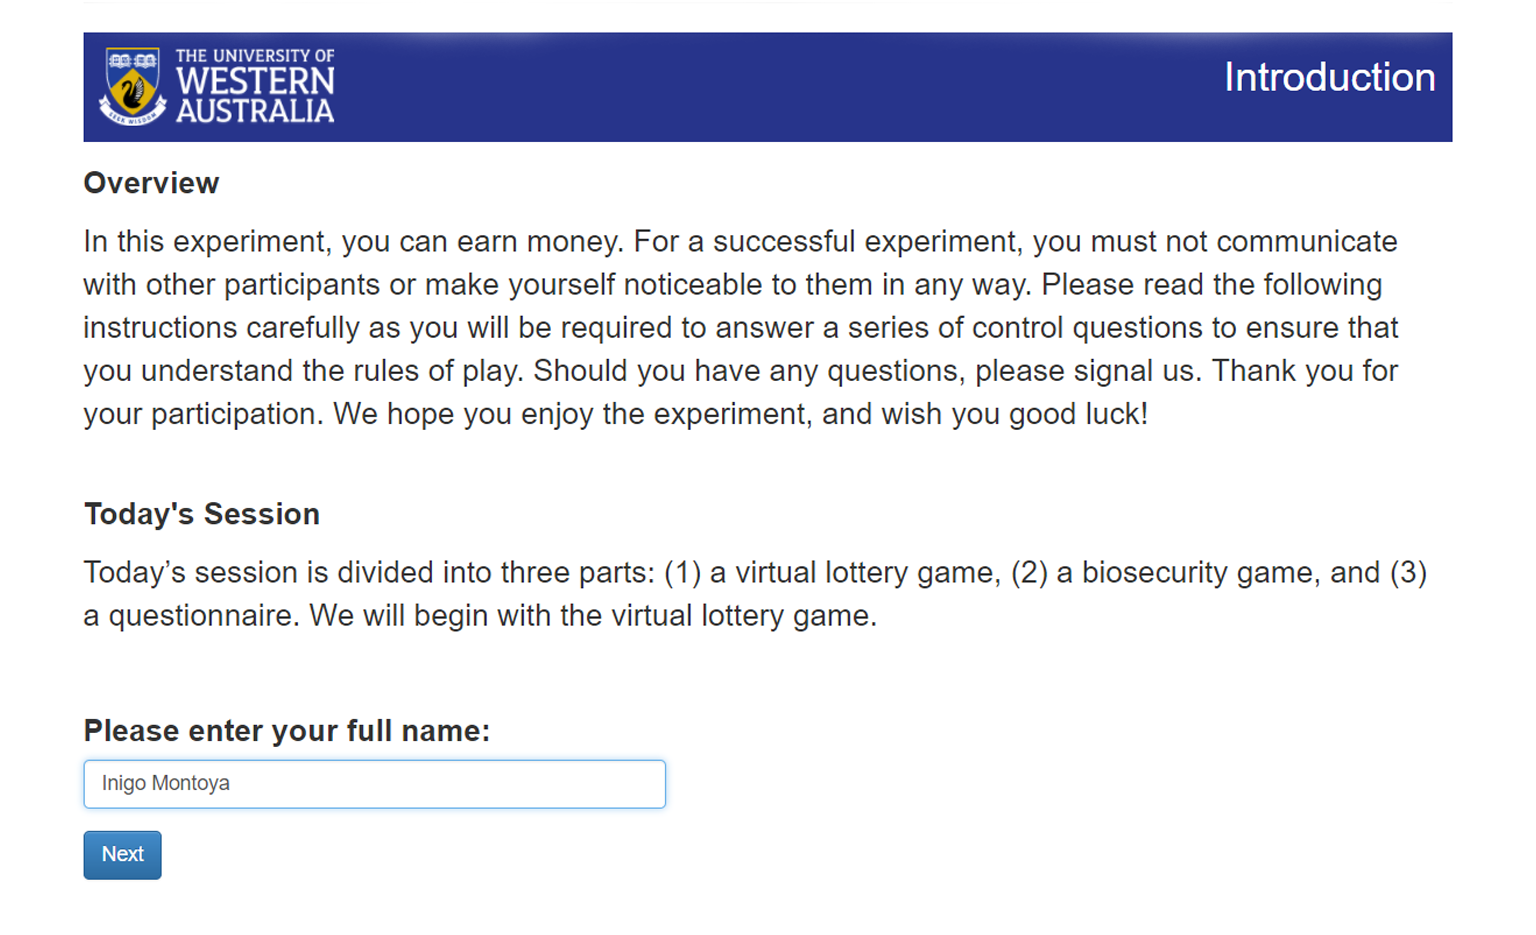 THE UNIVERSITY OF
WESTERN
AUSTRALIA
SEEK WISDOM
Introduction
Overview
In this experiment, you can earn money. For a successful experiment, you must not communicate
with other participants or make yourself noticeable to them in any way. Please read the following
instructions carefully as you will be required to answer a series of control questions to ensure that
you understand the rules of play. Should you have any questions, please signal us. Thank you for
your participation. We hope you enjoy the experiment, and wish you good luck!
Today's Session
Today’s session is divided into three parts: (1) a virtual lottery game, (2) a biosecurity game, and (3)
a questionnaire. We will begin with the virtual lottery game.
Please enter your full name:
Inigo Montoya
Next